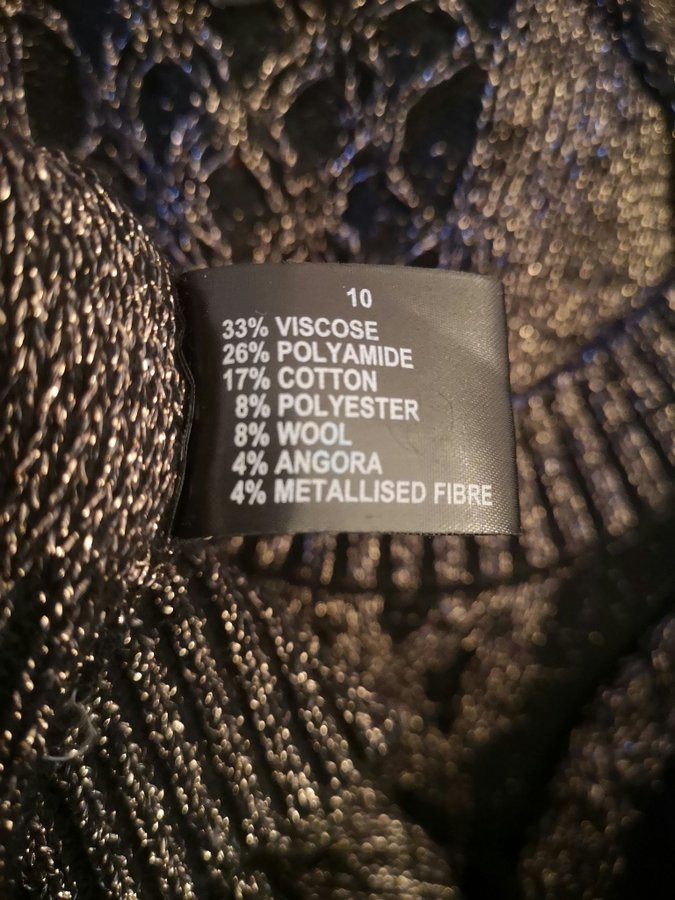 10
33% VISCOSE
26% POLYAMIDE
17% COTTON
8% POLYESTER
8% WOOL
4% ANGORA
4% METALLISED FIBRE